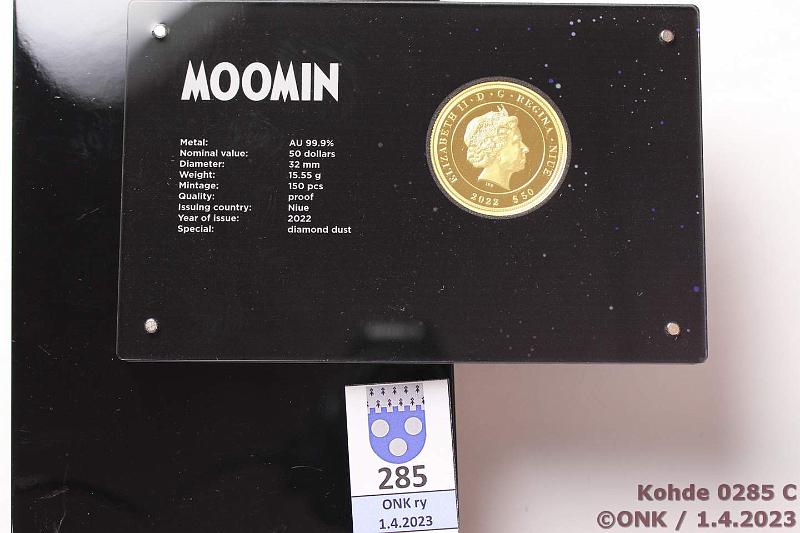 MOOMIN
Metal: AU 99.9%
Nominal value: 50 dollars
Diameter: 32 mm
Weight: 15.55 g
Mintage: 150 pcs
Quality: proof
Issuing country: Niue
Year of issue: 2022
Special: diamond dust
ELIZABETH II · D · G · REGINA · NIUE
IRB
2022 $50
285
ONK ry
1.4.2023
Kohde 0285 C
©ONK / 1.4.2023